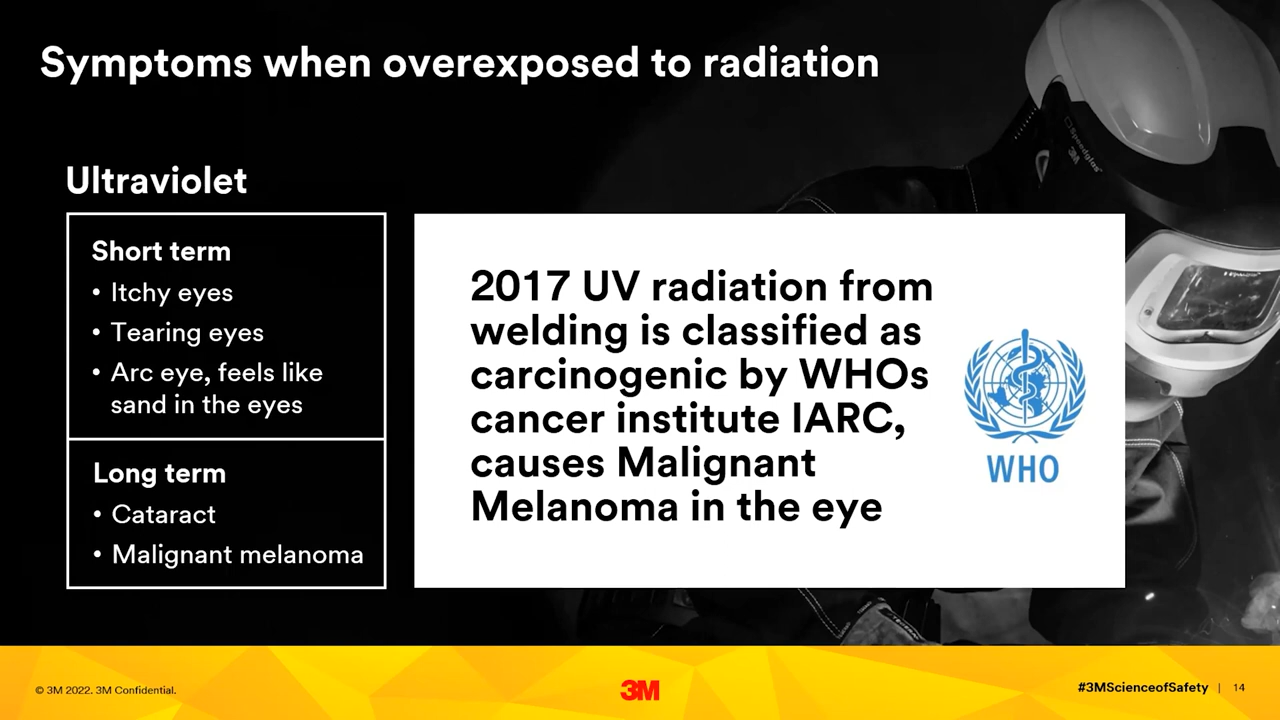 Symptoms when overexposed to radiation
Ultraviolet
Short term
• Itchy eyes
• Tearing eyes
• Arc eye, feels like
sand in the eyes
Long term
• Cataract
• Malignant melanoma
2017 UV radiation from
welding is classified as
carcinogenic by WHOs
cancer institute IARC,
causes Malignant
Melanoma in the eye
WHO
Speedglas
3M
© 3M 2022. 3M Confidential.
3M
#3MScienceofSafety | 14